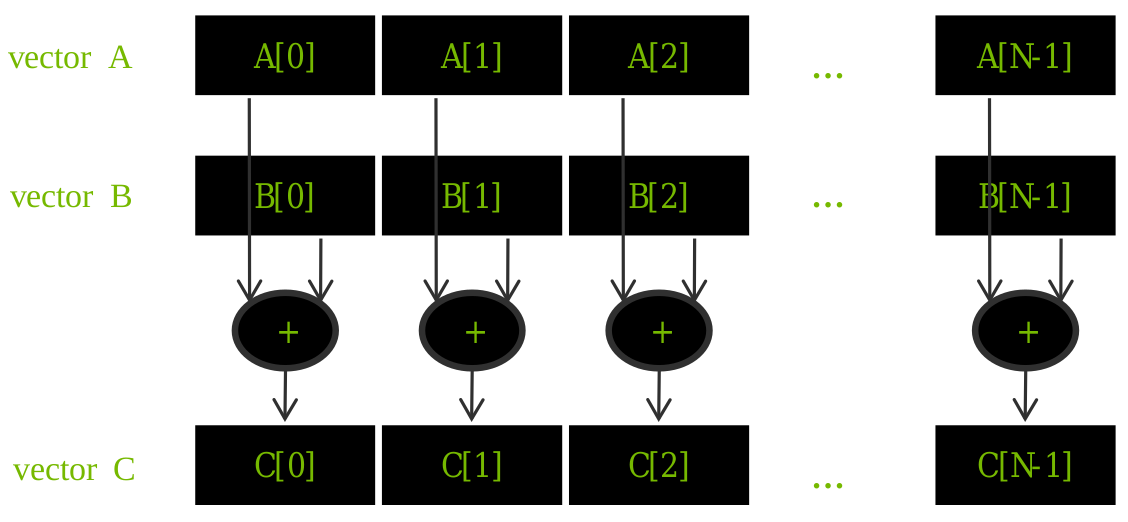 vector A A[0] A[1] A[2] ... A[N-1]
vector B B[0] B[1] B[2] ... B[N-1]
+ + + +
vector C C[0] C[1] C[2] ... C[N-1]